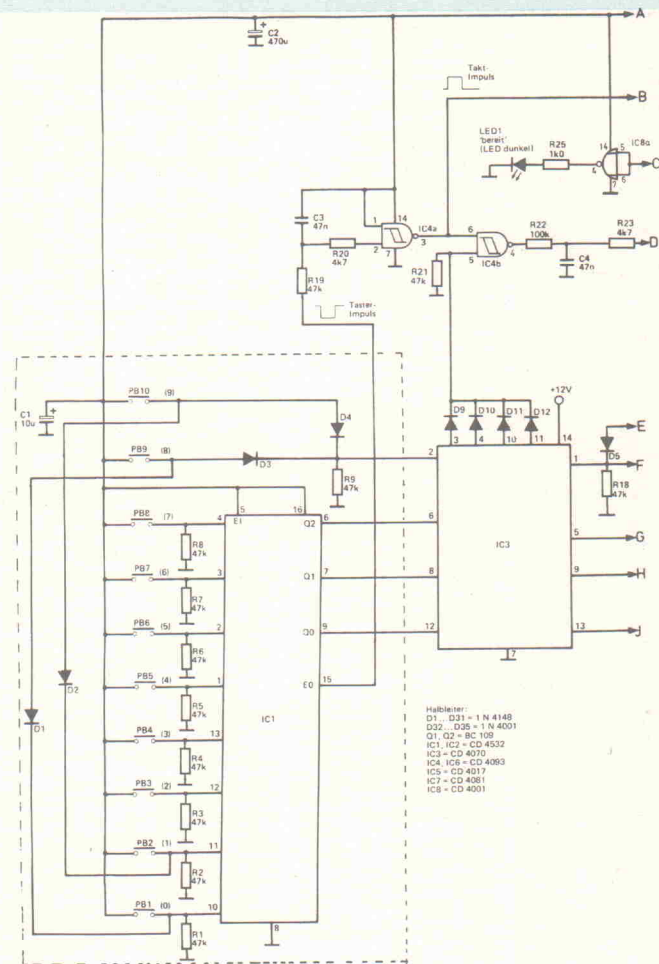 A
C2
470u
+
Takt-
Impuls
B
LED1
'bereit'
(LED dunkel)
R25
1k0
14
5
IC8a
4
6
7
C
C3
47n
1
14
IC4a
2
3
7
R20
4k7
R19
47k
6
5
4
IC4b
R21
47k
R22
100k
R23
4k7
D
C4
47n
Taster-
Impuls
C1
10u
+
PB10
(9)
D4
PB9
(8)
D3
R9
47k
D9
D10
D11
D12
+12V
3
4
10
11
14
2
1
E
D5
F
R18
47k
PB8
(7)
4
5
EI
16
Q2
6
6
5
G
R8
47k
IC3
PB7
(6)
3
Q1
7
8
9
H
R7
47k
PB6
(5)
2
Q0
9
12
13
J
R6
47k
7
PB5
(4)
1
E0
15
D2
R5
47k
IC1
D1
PB4
(3)
13
R4
47k
PB3
(2)
12
R3
47k
PB2
(1)
11
R2
47k
PB1
(0)
10
R1
47k
8
Halbleiter:
D1...D31 = 1 N 4148
D32...D35 = 1 N 4001
Q1, Q2 = BC 109
IC1, IC2 = CD 4532
IC3 = CD 4070
IC4, IC6 = CD 4093
IC5 = CD 4017
IC7 = CD 4081
IC8 = CD 4001